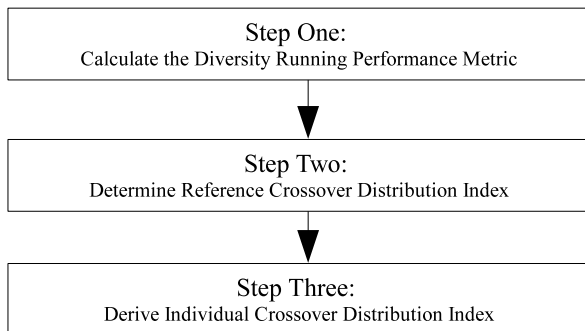 Step One:
Calculate the Diversity Running Performance Metric
Step Two:
Determine Reference Crossover Distribution Index
Step Three:
Derive Individual Crossover Distribution Index